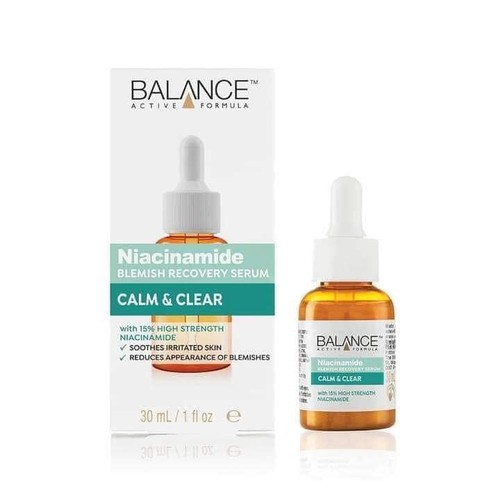 BALANCE™
ACTIVE FORMULA
Niacinamide
BLEMISH RECOVERY SERUM
CALM & CLEAR
with 15% HIGH STRENGTH
NIACINAMIDE
✓ SOOTHES IRRITATED SKIN
✓ REDUCES APPEARANCE OF BLEMISHES
30 mL / 1 fl oz ℮
BALANCE
ACTIVE FORMULA
Niacinamide
BLEMISH RECOVERY SERUM
CALM & CLEAR
with 15% HIGH STRENGTH
NIACINAMIDE